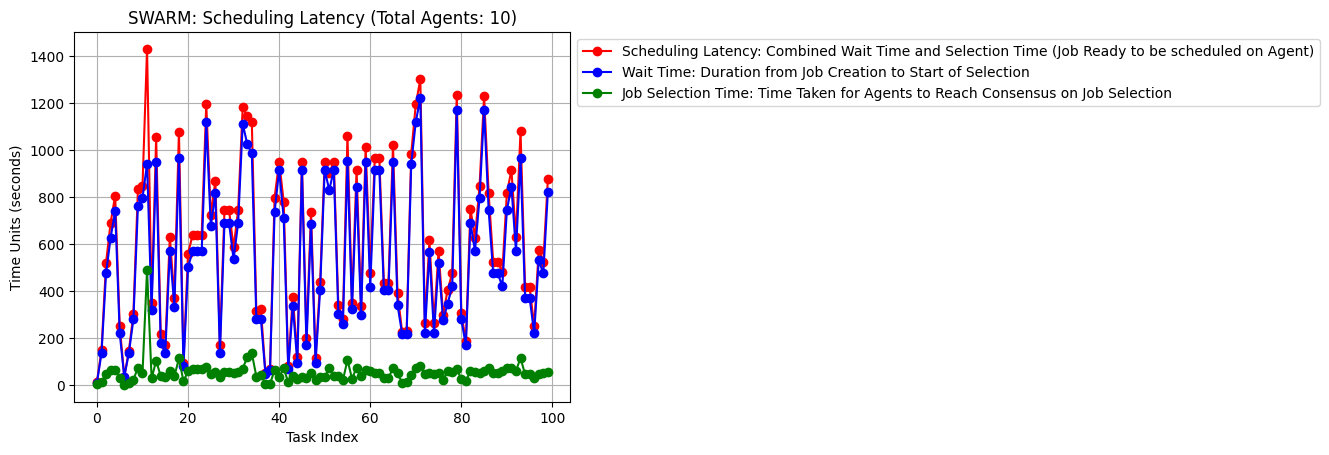 SWARM: Scheduling Latency (Total Agents: 10)
Scheduling Latency: Combined Wait Time and Selection Time (Job Ready to be scheduled on Agent)
Wait Time: Duration from Job Creation to Start of Selection
Job Selection Time: Time Taken for Agents to Reach Consensus on Job Selection
Time Units (seconds)
1400
1200
1000
800
600
400
200
0
0 20 40 60 80 100
Task Index